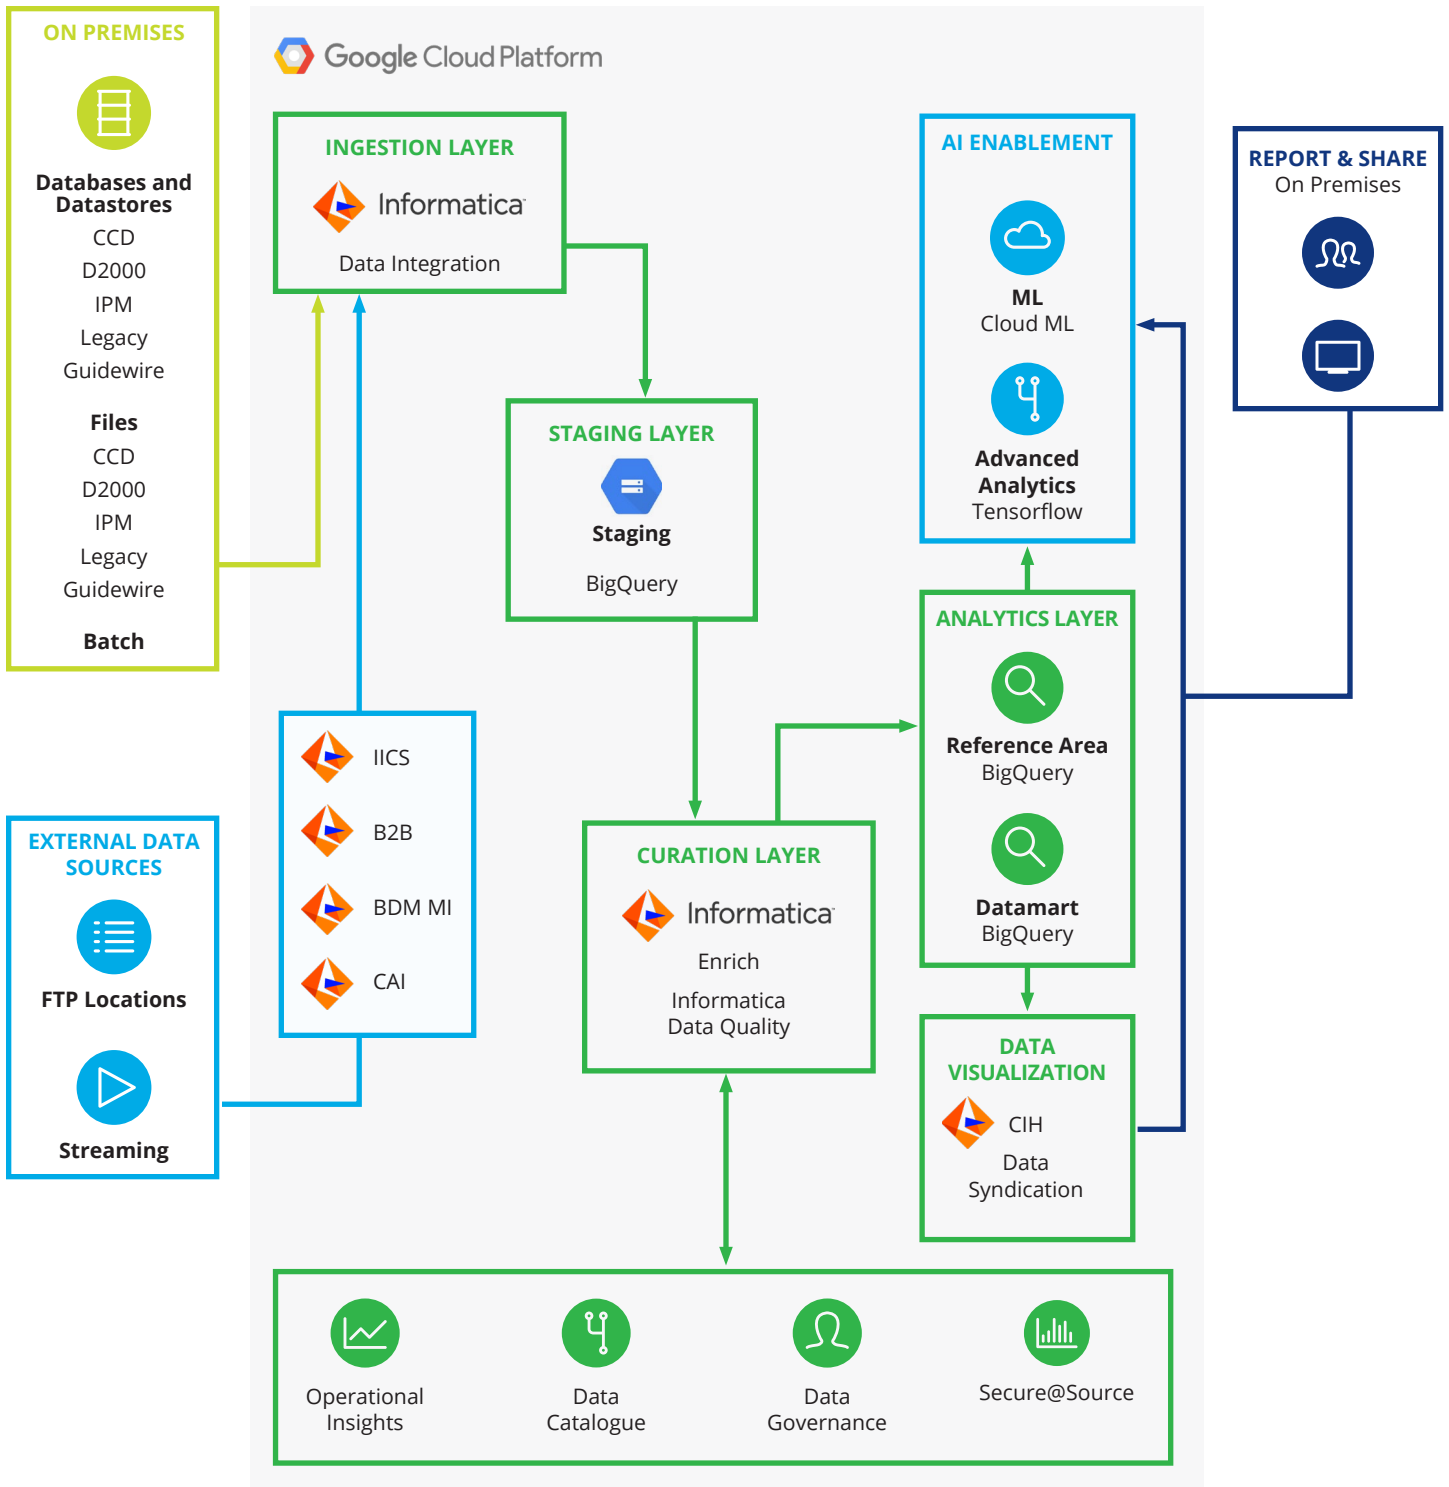 ON PREMISES
Databases and
Datastores
CCD
D2000
IPM
Legacy
Guidewire
Files
CCD
D2000
IPM
Legacy
Guidewire
Batch
EXTERNAL DATA
SOURCES
FTP Locations
Streaming
Google Cloud Platform
INGESTION LAYER
Informatica
Data Integration
IICS
B2B
BDM MI
CAI
STAGING LAYER
Staging
BigQuery
CURATION LAYER
Informatica
Enrich
Informatica
Data Quality
AI ENABLEMENT
ML
Cloud ML
Advanced
Analytics
Tensorflow
ANALYTICS LAYER
Reference Area
BigQuery
Datamart
BigQuery
DATA
VISUALIZATION
CIH
Data
Syndication
REPORT & SHARE
On Premises
Operational
Insights
Data
Catalogue
Data
Governance
Secure@Source